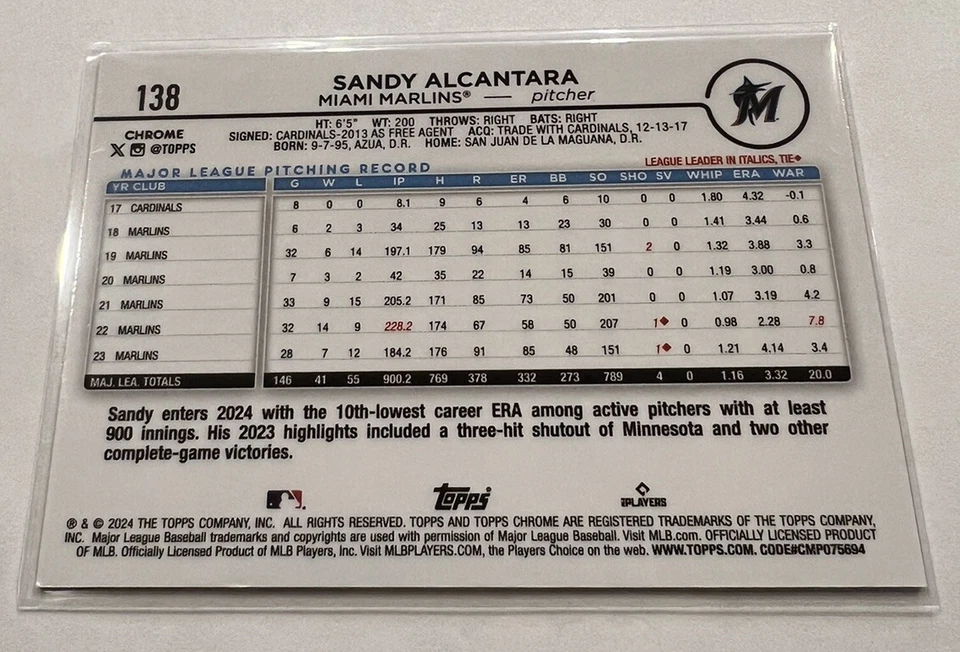 138
SANDY ALCANTARA
MIAMI MARLINS® — pitcher
M
HT: 6'5" WT: 200 THROWS: RIGHT BATS: RIGHT
SIGNED: CARDINALS-2013 AS FREE AGENT ACQ: TRADE WITH CARDINALS, 12-13-17
BORN: 9-7-95, AZUA, D.R. HOME: SAN JUAN DE LA MAGUANA, D.R.
CHROME
X @TOPPS
MAJOR LEAGUE PITCHING RECORD
LEAGUE LEADER IN ITALICS, TIE◆
YR CLUB G W L IP H R ER BB SO SHO SV WHIP ERA WAR
17 CARDINALS 8 0 0 8.1 9 6 4 6 10 0 0 1.80 4.32 -0.1
18 MARLINS 6 2 3 34 25 13 13 23 30 0 0 1.41 3.44 0.6
19 MARLINS 32 6 14 197.1 179 94 85 81 151 2 0 1.32 3.88 3.3
20 MARLINS 7 3 2 42 35 22 14 15 39 0 0 1.19 3.00 0.8
21 MARLINS 33 9 15 205.2 171 85 73 50 201 0 0 1.07 3.19 4.2
22 MARLINS 32 14 9 228.2 174 67 58 50 207 1◆ 0 0.98 2.28 7.8
23 MARLINS 28 7 12 184.2 176 91 85 48 151 1◆ 0 1.21 4.14 3.4
MAJ. LEA. TOTALS 146 41 55 900.2 769 378 332 273 789 4 0 1.16 3.32 20.0
Sandy enters 2024 with the 10th-lowest career ERA among active pitchers with at least
900 innings. His 2023 highlights included a three-hit shutout of Minnesota and two other
complete-game victories.
Topps
PLAYERS
® & © 2024 THE TOPPS COMPANY, INC. ALL RIGHTS RESERVED. TOPPS AND TOPPS CHROME ARE REGISTERED TRADEMARKS OF THE TOPPS COMPANY,
INC. Major League Baseball trademarks and copyrights are used with permission of Major League Baseball. Visit MLB.com. OFFICIALLY LICENSED PRODUCT
OF MLB. Officially Licensed Product of MLB Players, Inc. Visit MLBPLAYERS.COM, the Players Choice on the web. WWW.TOPPS.COM. CODE#CMP075694